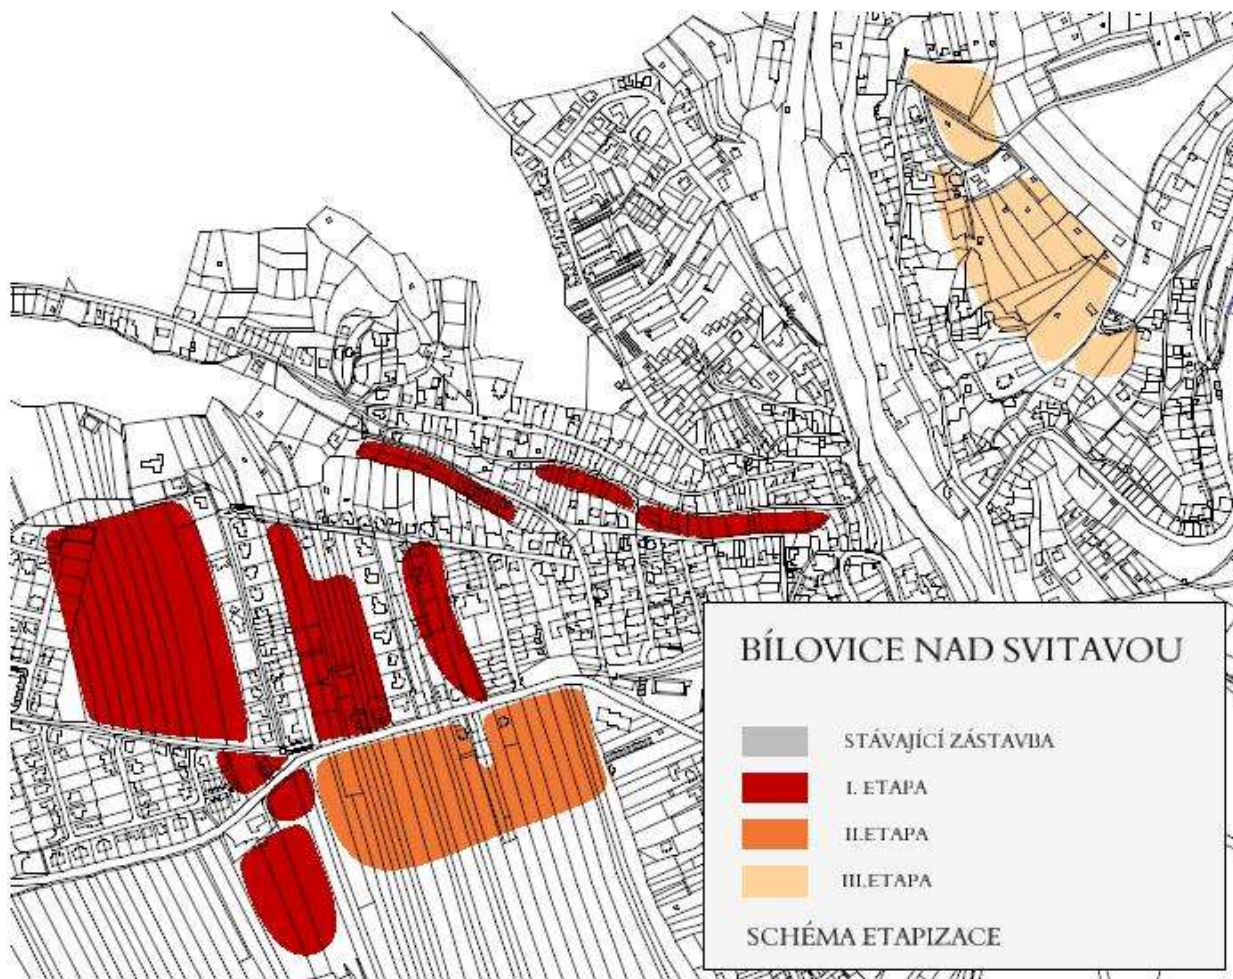 BÍLOVICE NAD SVITAVOU
STÁVAJÍCÍ ZÁSTAVBA
I. ETAPA
II.ETAPA
III.ETAPA
SCHÉMA ETAPIZACE